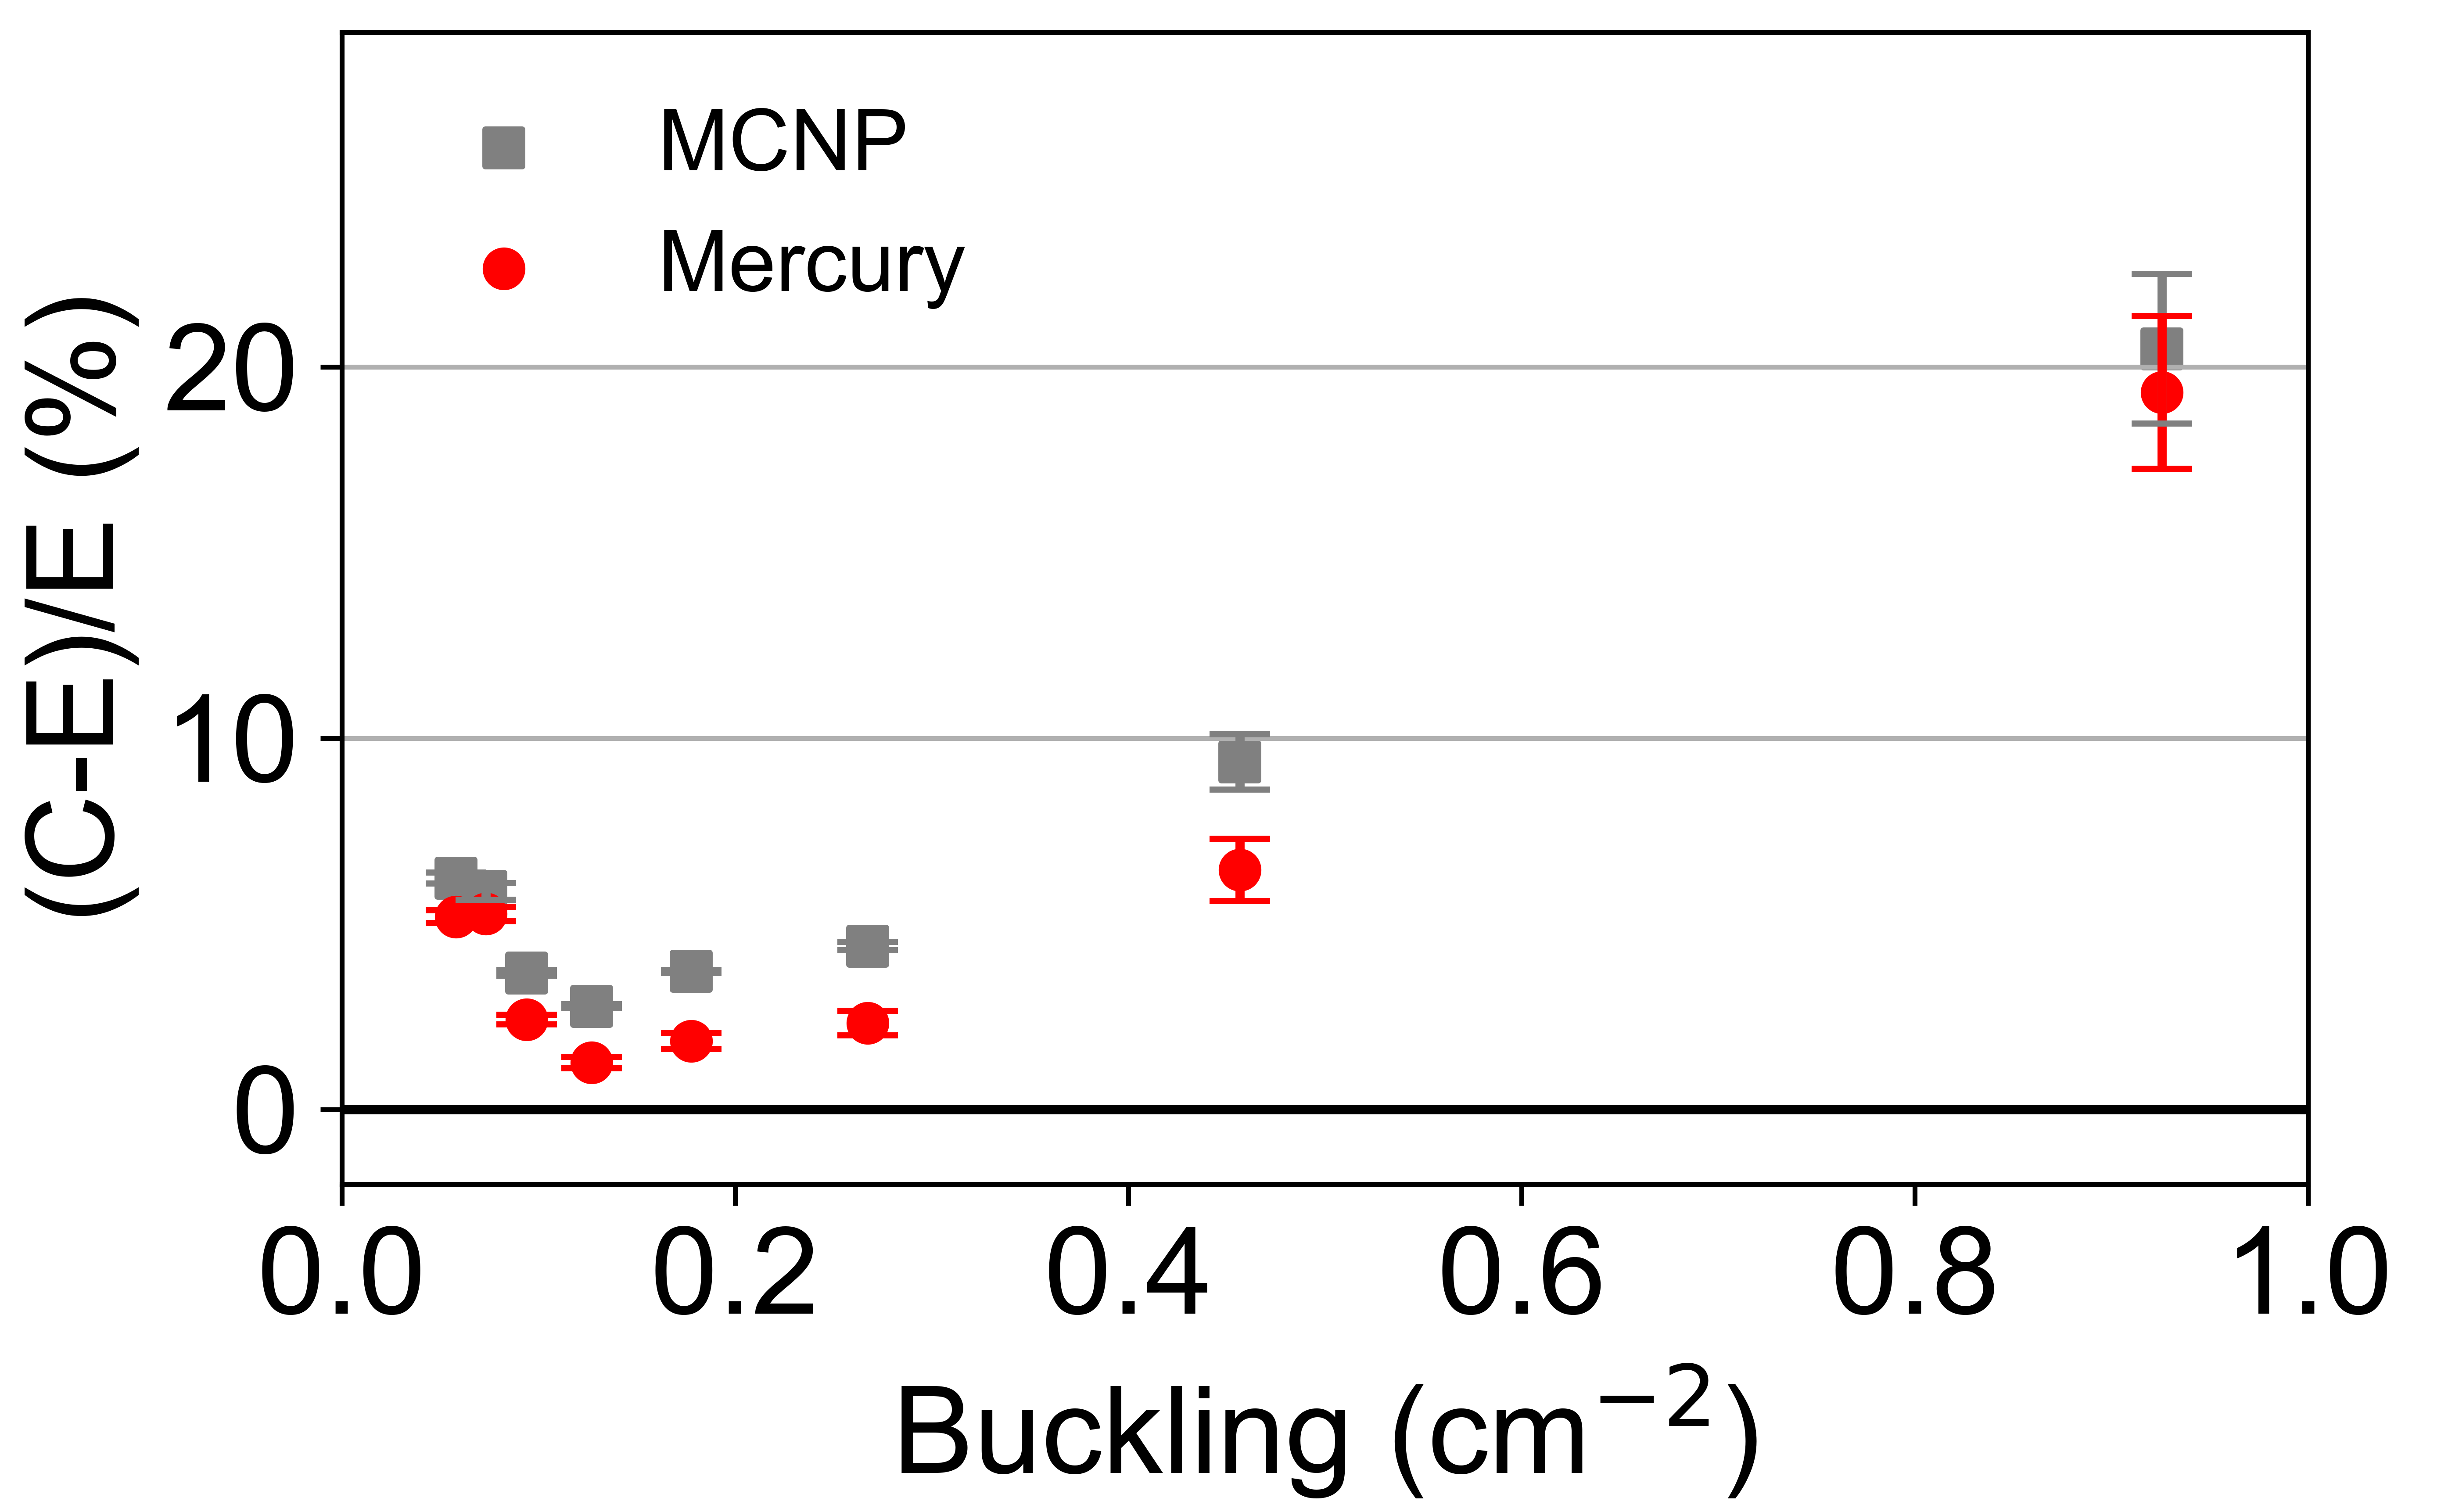 MCNP
Mercury
(C-E)/E (%)
20
10
0
0.0 0.2 0.4 0.6 0.8 1.0
Buckling (cm⁻²)